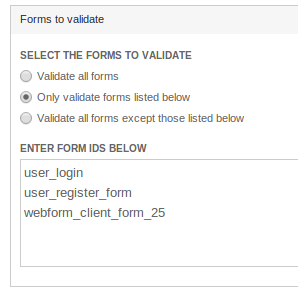 Forms to validate
SELECT THE FORMS TO VALIDATE
Validate all forms
Only validate forms listed below
Validate all forms except those listed below
ENTER FORM IDS BELOW
user_login
user_register_form
webform_client_form_25